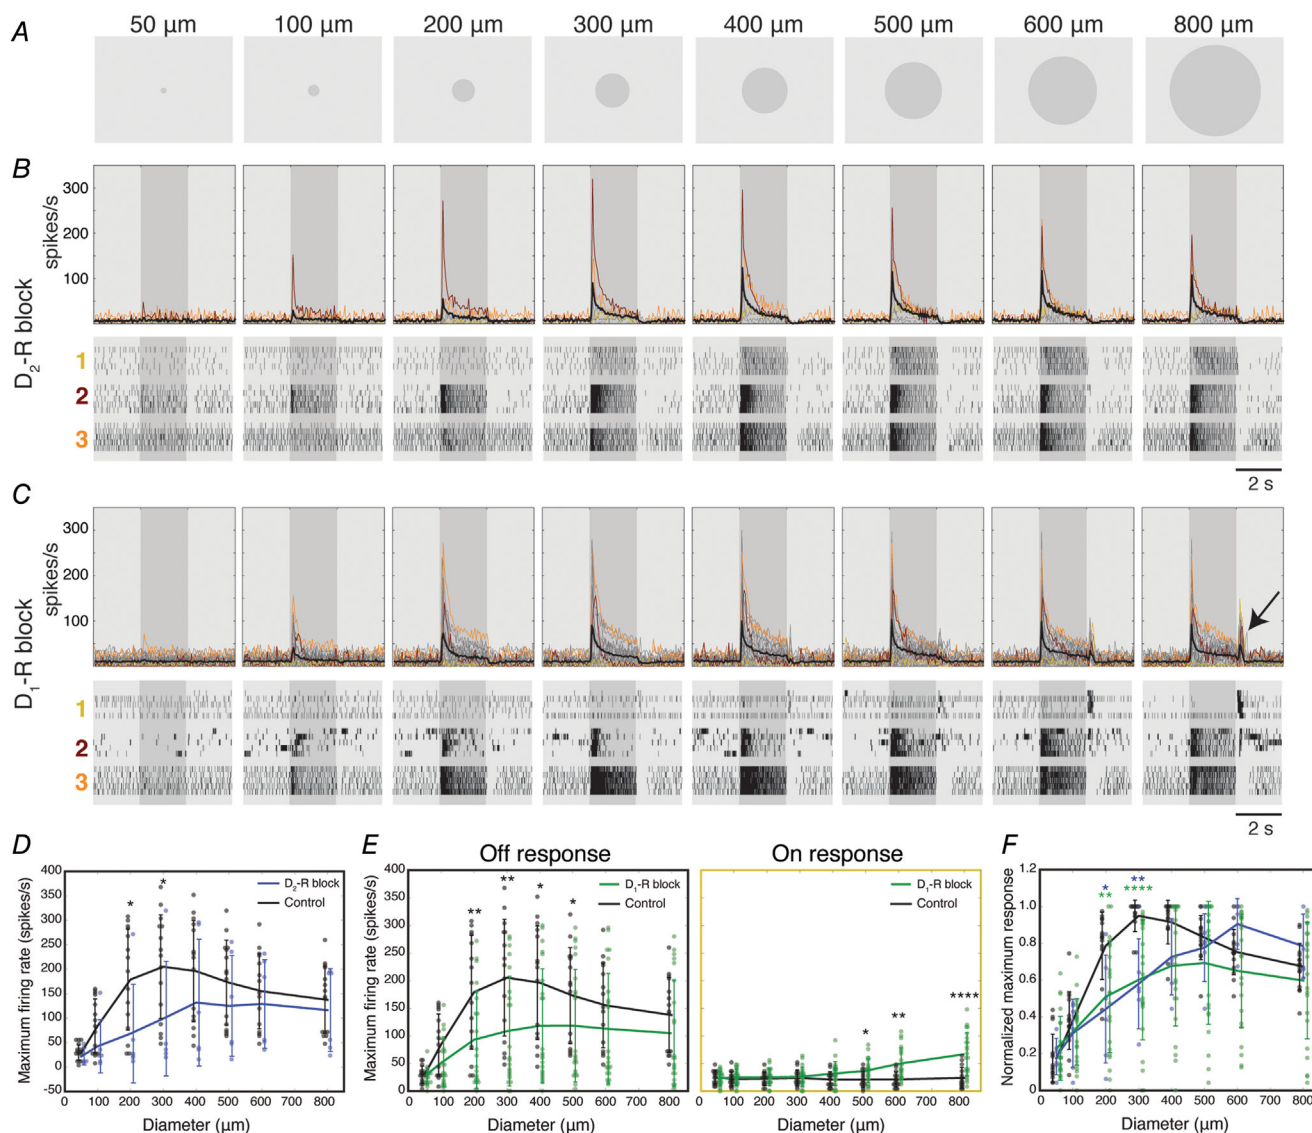 A
50 µm 100 µm 200 µm 300 µm 400 µm 500 µm 600 µm 800 µm
B
300
200
100
spikes/s
D2-R block
1
2
3
2 s
C
300
200
100
spikes/s
D1-R block
1
2
3
2 s
D
400
350
300
250
200
150
100
50
0
-50
Maximum firing rate (spikes/s)
* *
D2-R block
Control
0 100 200 300 400 500 600 700 800
Diameter (µm)
E
Off response
400
350
300
250
200
150
100
50
0
Maximum firing rate (spikes/s)
** ** * *
D1-R block
Control
0 100 200 300 400 500 600 700 800
Diameter (µm)
On response
D1-R block
Control
* ** ****
0 100 200 300 400 500 600 700 800
Diameter (µm)
F
1.2
1.0
0.8
0.6
0.4
0.2
0
Normalized maximum response
* **
** ****
0 100 200 300 400 500 600 700 800
Diameter (µm)